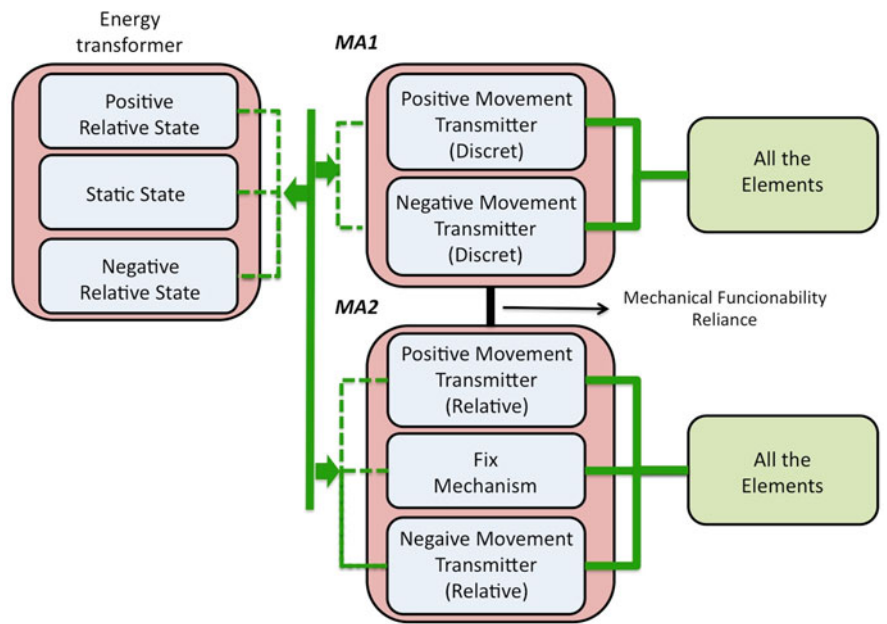 Energy
transformer
Positive
Relative State
Static State
Negative
Relative State
MA1
Positive Movement
Transmitter
(Discret)
Negative Movement
Transmitter
(Discret)
All the
Elements
Mechanical Funcionability
Reliance
MA2
Positive Movement
Transmitter
(Relative)
Fix
Mechanism
Negaive Movement
Transmitter
(Relative)
All the
Elements